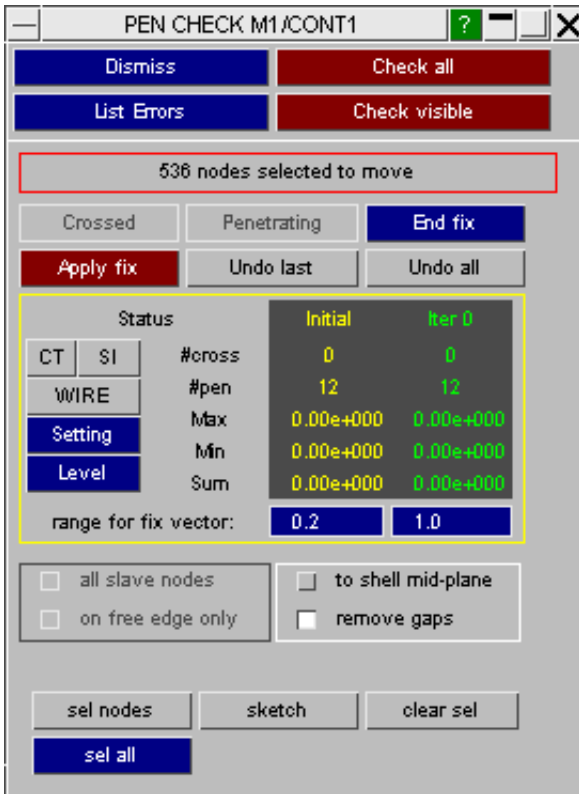 PEN CHECK M1/CONT1 ?
Dismiss Check all
List Errors Check visible
536 nodes selected to move
Crossed Penetrating End fix
Apply fix Undo last Undo all
Status Initial Iter 0
CT SI #cross 0 0
WIRE #pen 12 12
Setting Max 0.00e+000 0.00e+000
Min 0.00e+000 0.00e+000
Level Sum 0.00e+000 0.00e+000
range for fix vector: 0.2 1.0
all slave nodes to shell mid-plane
on free edge only remove gaps
sel nodes sketch clear sel
sel all